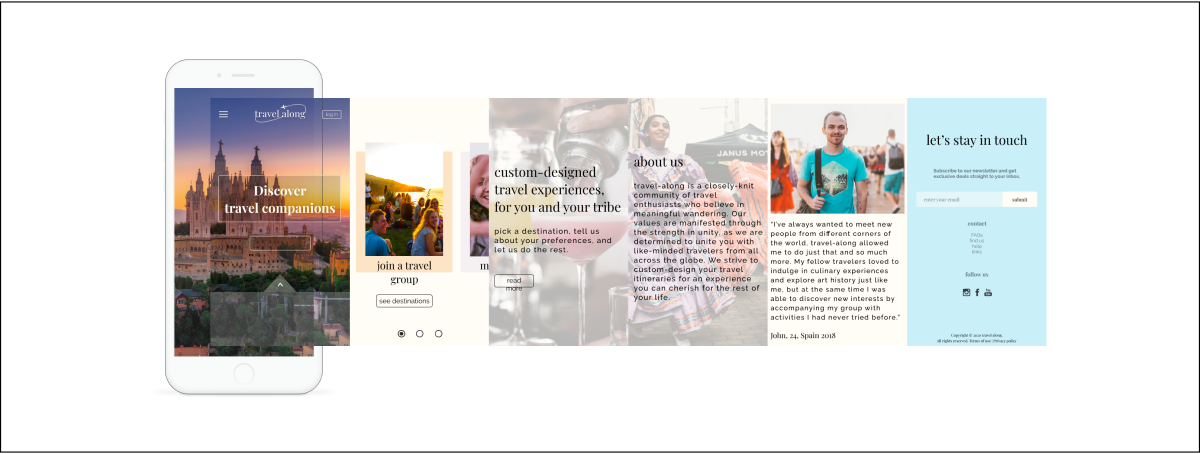 travel along
log in
Discover
travel companions
join a travel
group
see destinations
m
custom-designed
travel experiences,
for you and your tribe
pick a destination, tell us
about your preferences, and
let us do the rest.
read
more
about us
travel-along is a closely-knit
community of travel
enthusiasts who believe in
meaningful wandering. Our
values are manifested through
the strength in unity, as we are
determined to unite you with
like-minded travelers from all
across the globe. We strive to
custom-design your travel
itineraries for an experience
you can cherish for the rest of
your life.
JANUS MOT
"I've always wanted to meet new
people from different corners of
the world, travel-along allowed
me to do just that and so much
more. My fellow travelers loved to
indulge in culinary experiences
and explore art history just like
me, but at the same time I was
able to discover new interests by
accompanying my group with
activities I had never tried before."
John, 24, Spain 2018
let's stay in touch
Subscribe to our newsletter and get
exclusive deals straight to your inbox.
enter your email
submit
contact
FAQs
find us
help
links
follow us
Copyright © 2020 travel along.
All rights reserved. Terms of use | Privacy policy